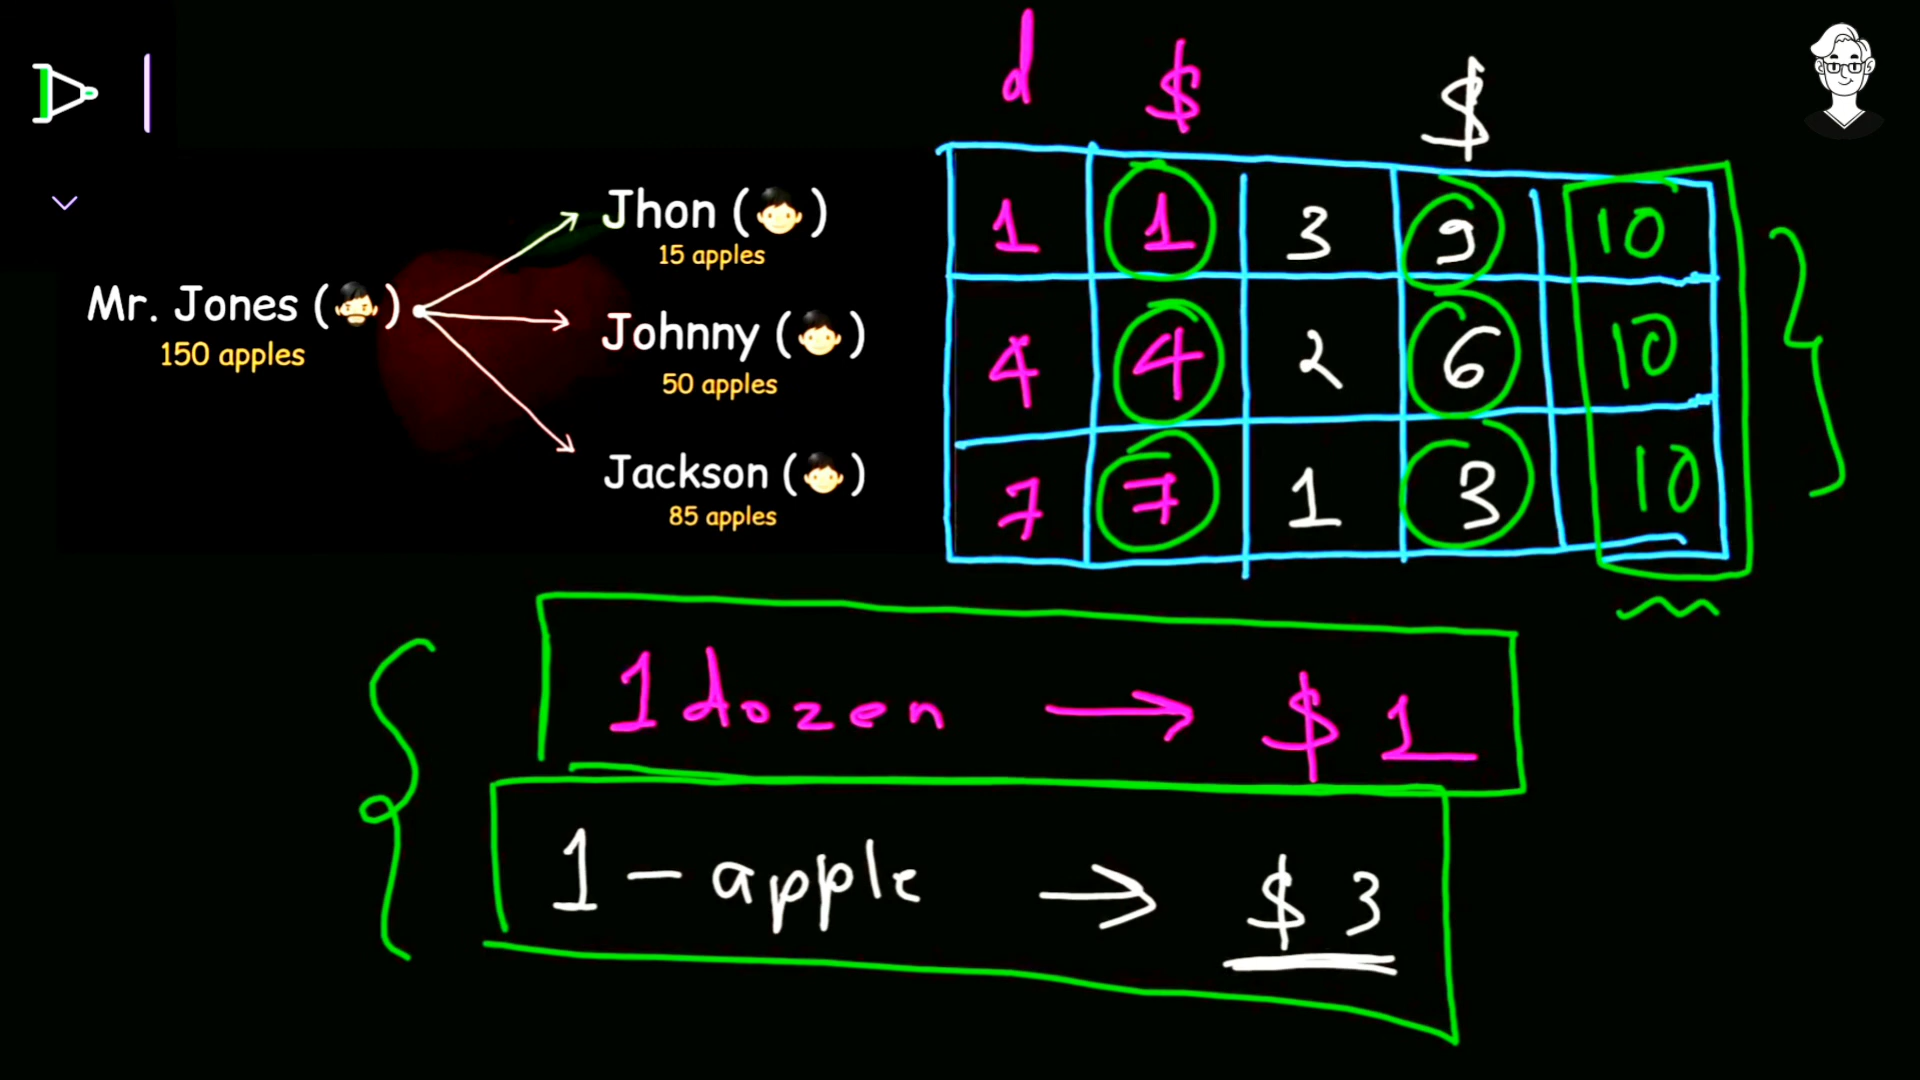 d $ $
Jhon ( )
15 apples
Mr. Jones ( )
150 apples
Johnny ( )
50 apples
Jackson ( )
85 apples
1 1 3 9 10
4 4 2 6 10
7 7 1 3 10
1 dozen → $ 1
1 – apple → $ 3